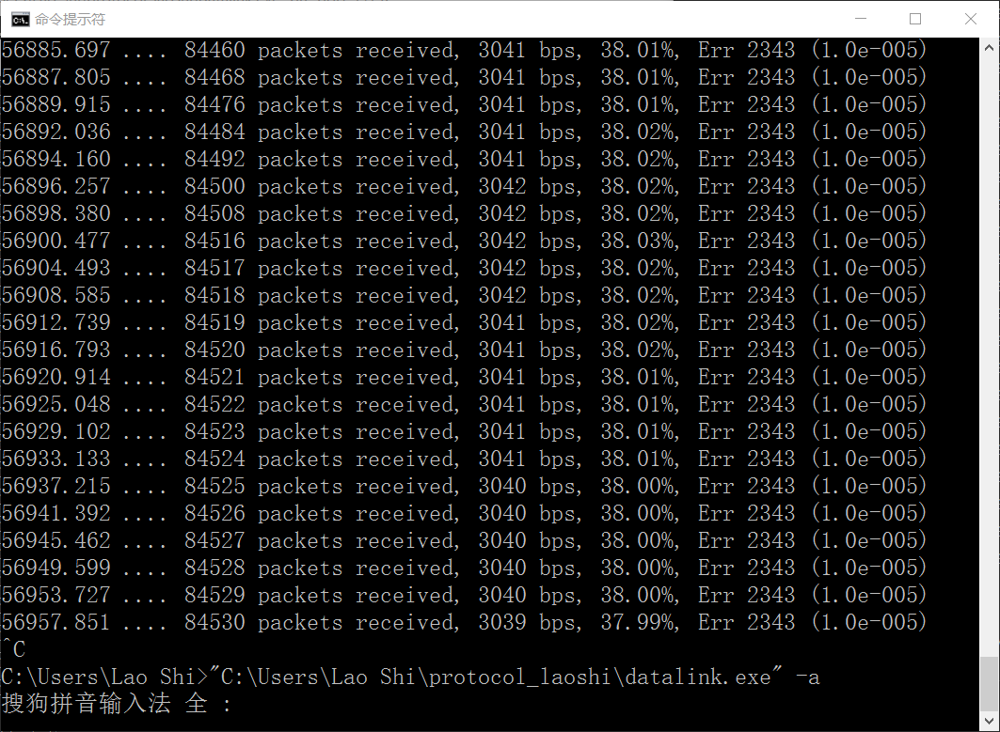 命令提示符
56885.697 .... 84460 packets received, 3041 bps, 38.01%, Err 2343 (1.0e-005)
56887.805 .... 84468 packets received, 3041 bps, 38.01%, Err 2343 (1.0e-005)
56889.915 .... 84476 packets received, 3041 bps, 38.01%, Err 2343 (1.0e-005)
56892.036 .... 84484 packets received, 3041 bps, 38.02%, Err 2343 (1.0e-005)
56894.160 .... 84492 packets received, 3041 bps, 38.02%, Err 2343 (1.0e-005)
56896.257 .... 84500 packets received, 3042 bps, 38.02%, Err 2343 (1.0e-005)
56898.380 .... 84508 packets received, 3042 bps, 38.02%, Err 2343 (1.0e-005)
56900.477 .... 84516 packets received, 3042 bps, 38.03%, Err 2343 (1.0e-005)
56904.493 .... 84517 packets received, 3042 bps, 38.02%, Err 2343 (1.0e-005)
56908.585 .... 84518 packets received, 3042 bps, 38.02%, Err 2343 (1.0e-005)
56912.739 .... 84519 packets received, 3041 bps, 38.02%, Err 2343 (1.0e-005)
56916.793 .... 84520 packets received, 3041 bps, 38.02%, Err 2343 (1.0e-005)
56920.914 .... 84521 packets received, 3041 bps, 38.01%, Err 2343 (1.0e-005)
56925.048 .... 84522 packets received, 3041 bps, 38.01%, Err 2343 (1.0e-005)
56929.102 .... 84523 packets received, 3041 bps, 38.01%, Err 2343 (1.0e-005)
56933.133 .... 84524 packets received, 3041 bps, 38.01%, Err 2343 (1.0e-005)
56937.215 .... 84525 packets received, 3040 bps, 38.00%, Err 2343 (1.0e-005)
56941.392 .... 84526 packets received, 3040 bps, 38.00%, Err 2343 (1.0e-005)
56945.462 .... 84527 packets received, 3040 bps, 38.00%, Err 2343 (1.0e-005)
56949.599 .... 84528 packets received, 3040 bps, 38.00%, Err 2343 (1.0e-005)
56953.727 .... 84529 packets received, 3040 bps, 38.00%, Err 2343 (1.0e-005)
56957.851 .... 84530 packets received, 3039 bps, 37.99%, Err 2343 (1.0e-005)
^C
C:\Users\Lao Shi>"C:\Users\Lao Shi\protocol_laoshi\datalink.exe" -a
搜狗拼音输入法 全 :